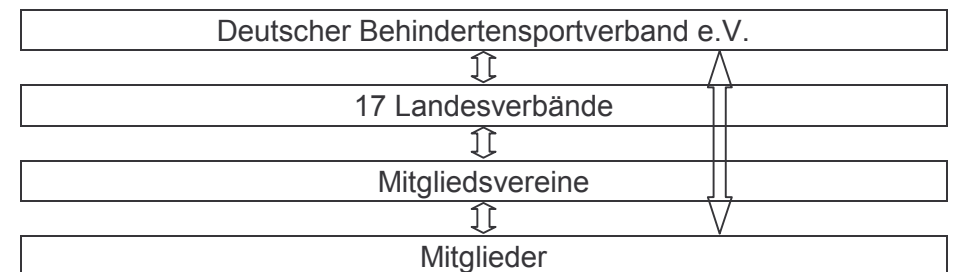 Deutscher Behindertensportverband e.V.
17 Landesverbände
Mitgliedsvereine
Mitglieder